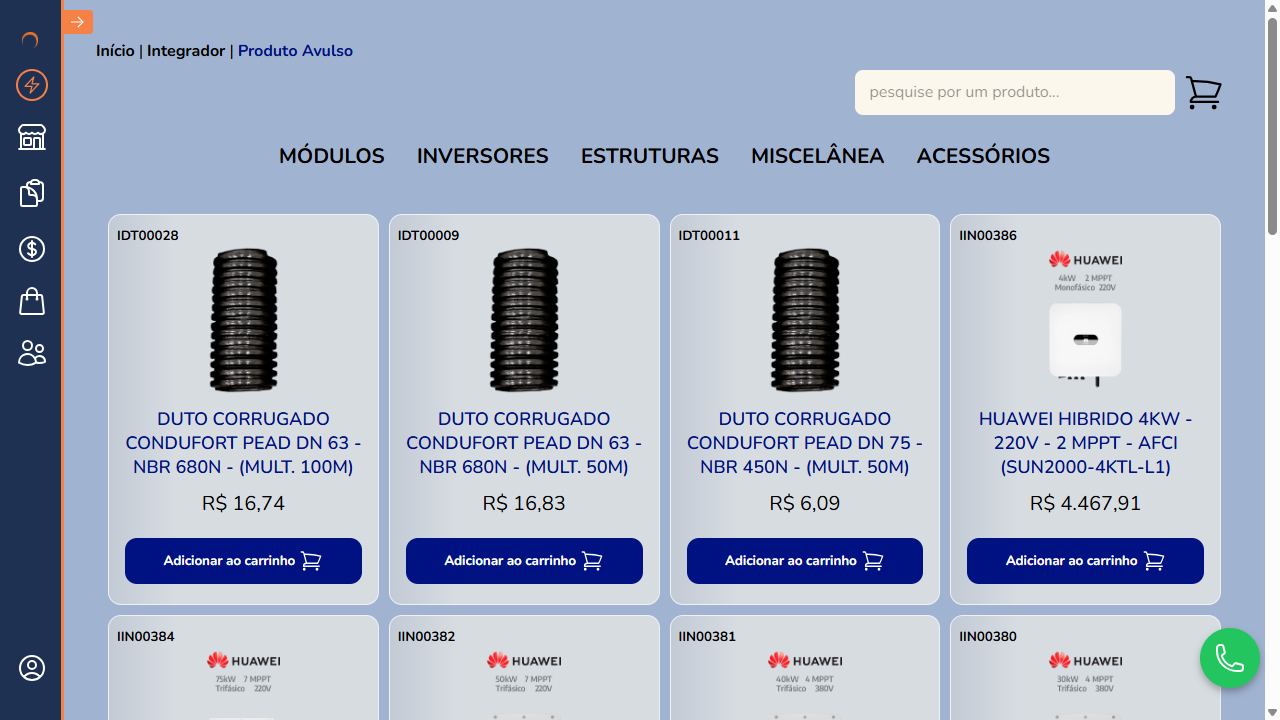 Início | Integrador | Produto Avulso
pesquise por um produto...
MÓDULOS INVERSORES ESTRUTURAS MISCELÂNEA ACESSÓRIOS
IDT00028
DUTO CORRUGADO
CONDUFORT PEAD DN 63 -
NBR 680N - (MULT. 100M)
R$ 16,74
Adicionar ao carrinho
IDT00009
DUTO CORRUGADO
CONDUFORT PEAD DN 63 -
NBR 680N - (MULT. 50M)
R$ 16,83
Adicionar ao carrinho
IDT00011
DUTO CORRUGADO
CONDUFORT PEAD DN 75 -
NBR 450N - (MULT. 50M)
R$ 6,09
Adicionar ao carrinho
IIN00386
HUAWEI
4kW 2 MPPT
Monofásico 220V
HUAWEI HIBRIDO 4KW -
220V - 2 MPPT - AFCI
(SUN2000-4KTL-L1)
R$ 4.467,91
Adicionar ao carrinho
IIN00384
HUAWEI
75kW 7 MPPT
Trifásico 220V
IIN00382
HUAWEI
50kW 7 MPPT
Trifásico 220V
IIN00381
HUAWEI
40kW 4 MPPT
Trifásico 380V
IIN00380
HUAWEI
30kW 4 MPPT
Trifásico 380V